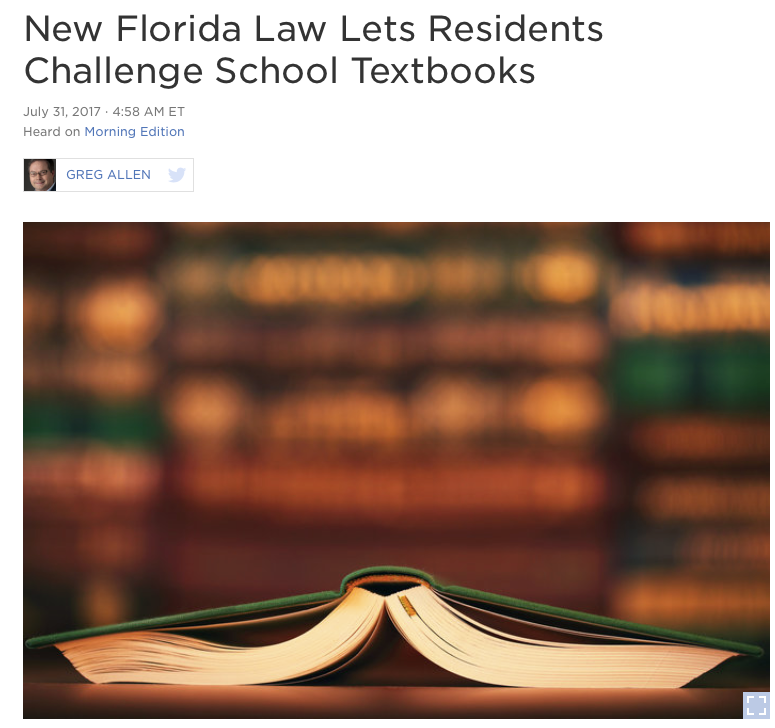 New Florida Law Lets Residents
Challenge School Textbooks
July 31, 2017 · 4:58 AM ET
Heard on Morning Edition
GREG ALLEN